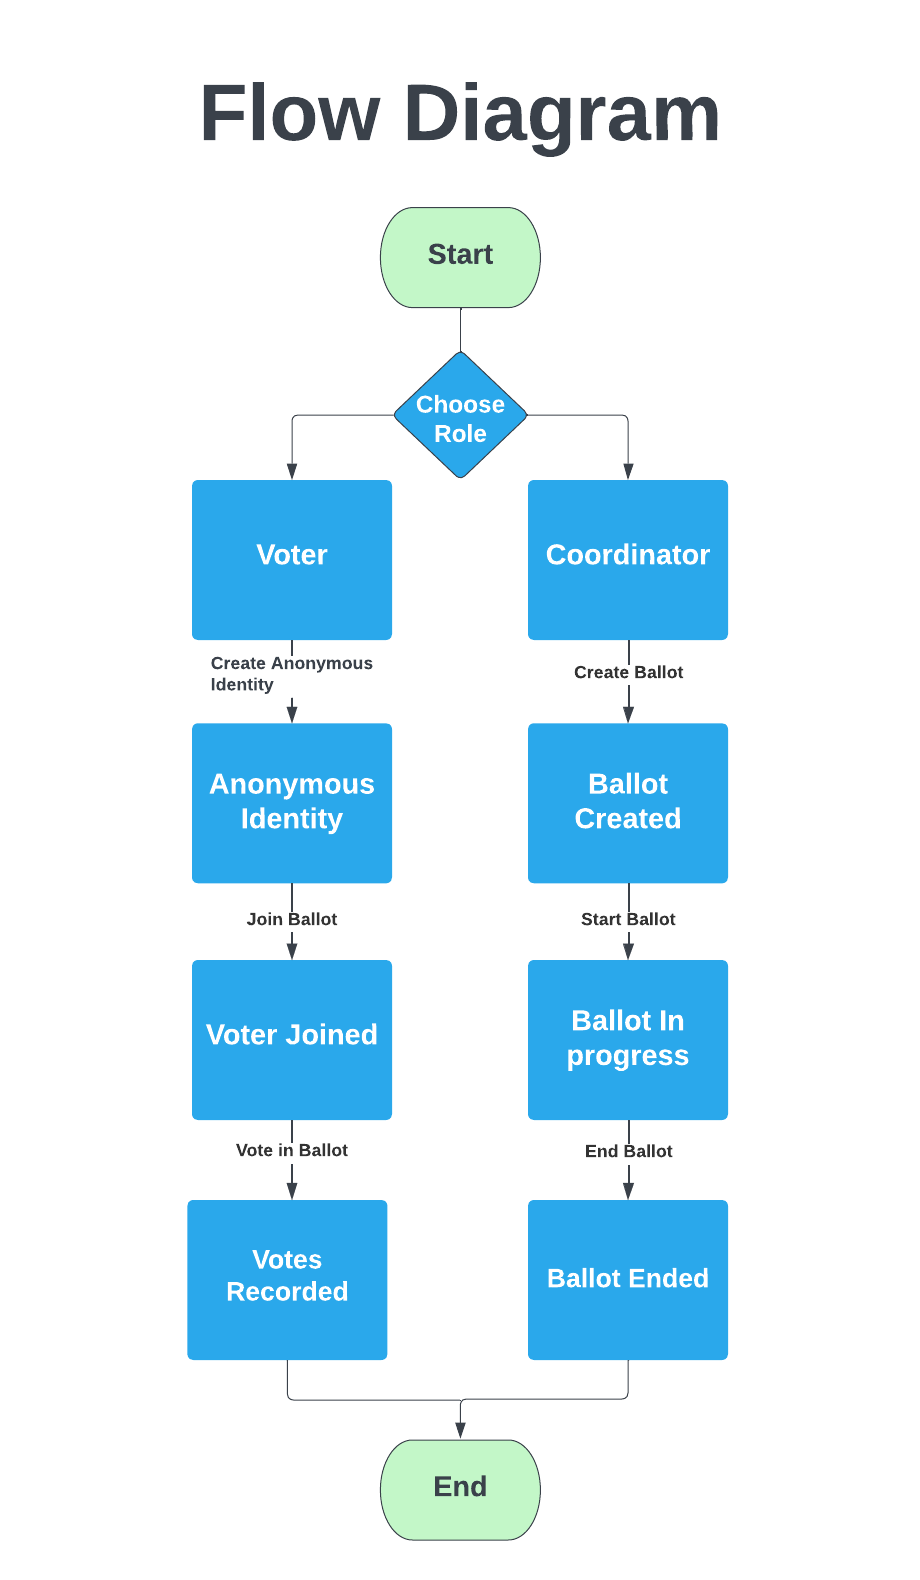 Flow Diagram
Start
Choose
Role
Voter
Coordinator
Create Anonymous
Identity
Create Ballot
Anonymous
Identity
Ballot
Created
Join Ballot
Start Ballot
Voter Joined
Ballot In
progress
Vote in Ballot
End Ballot
Votes
Recorded
Ballot Ended
End